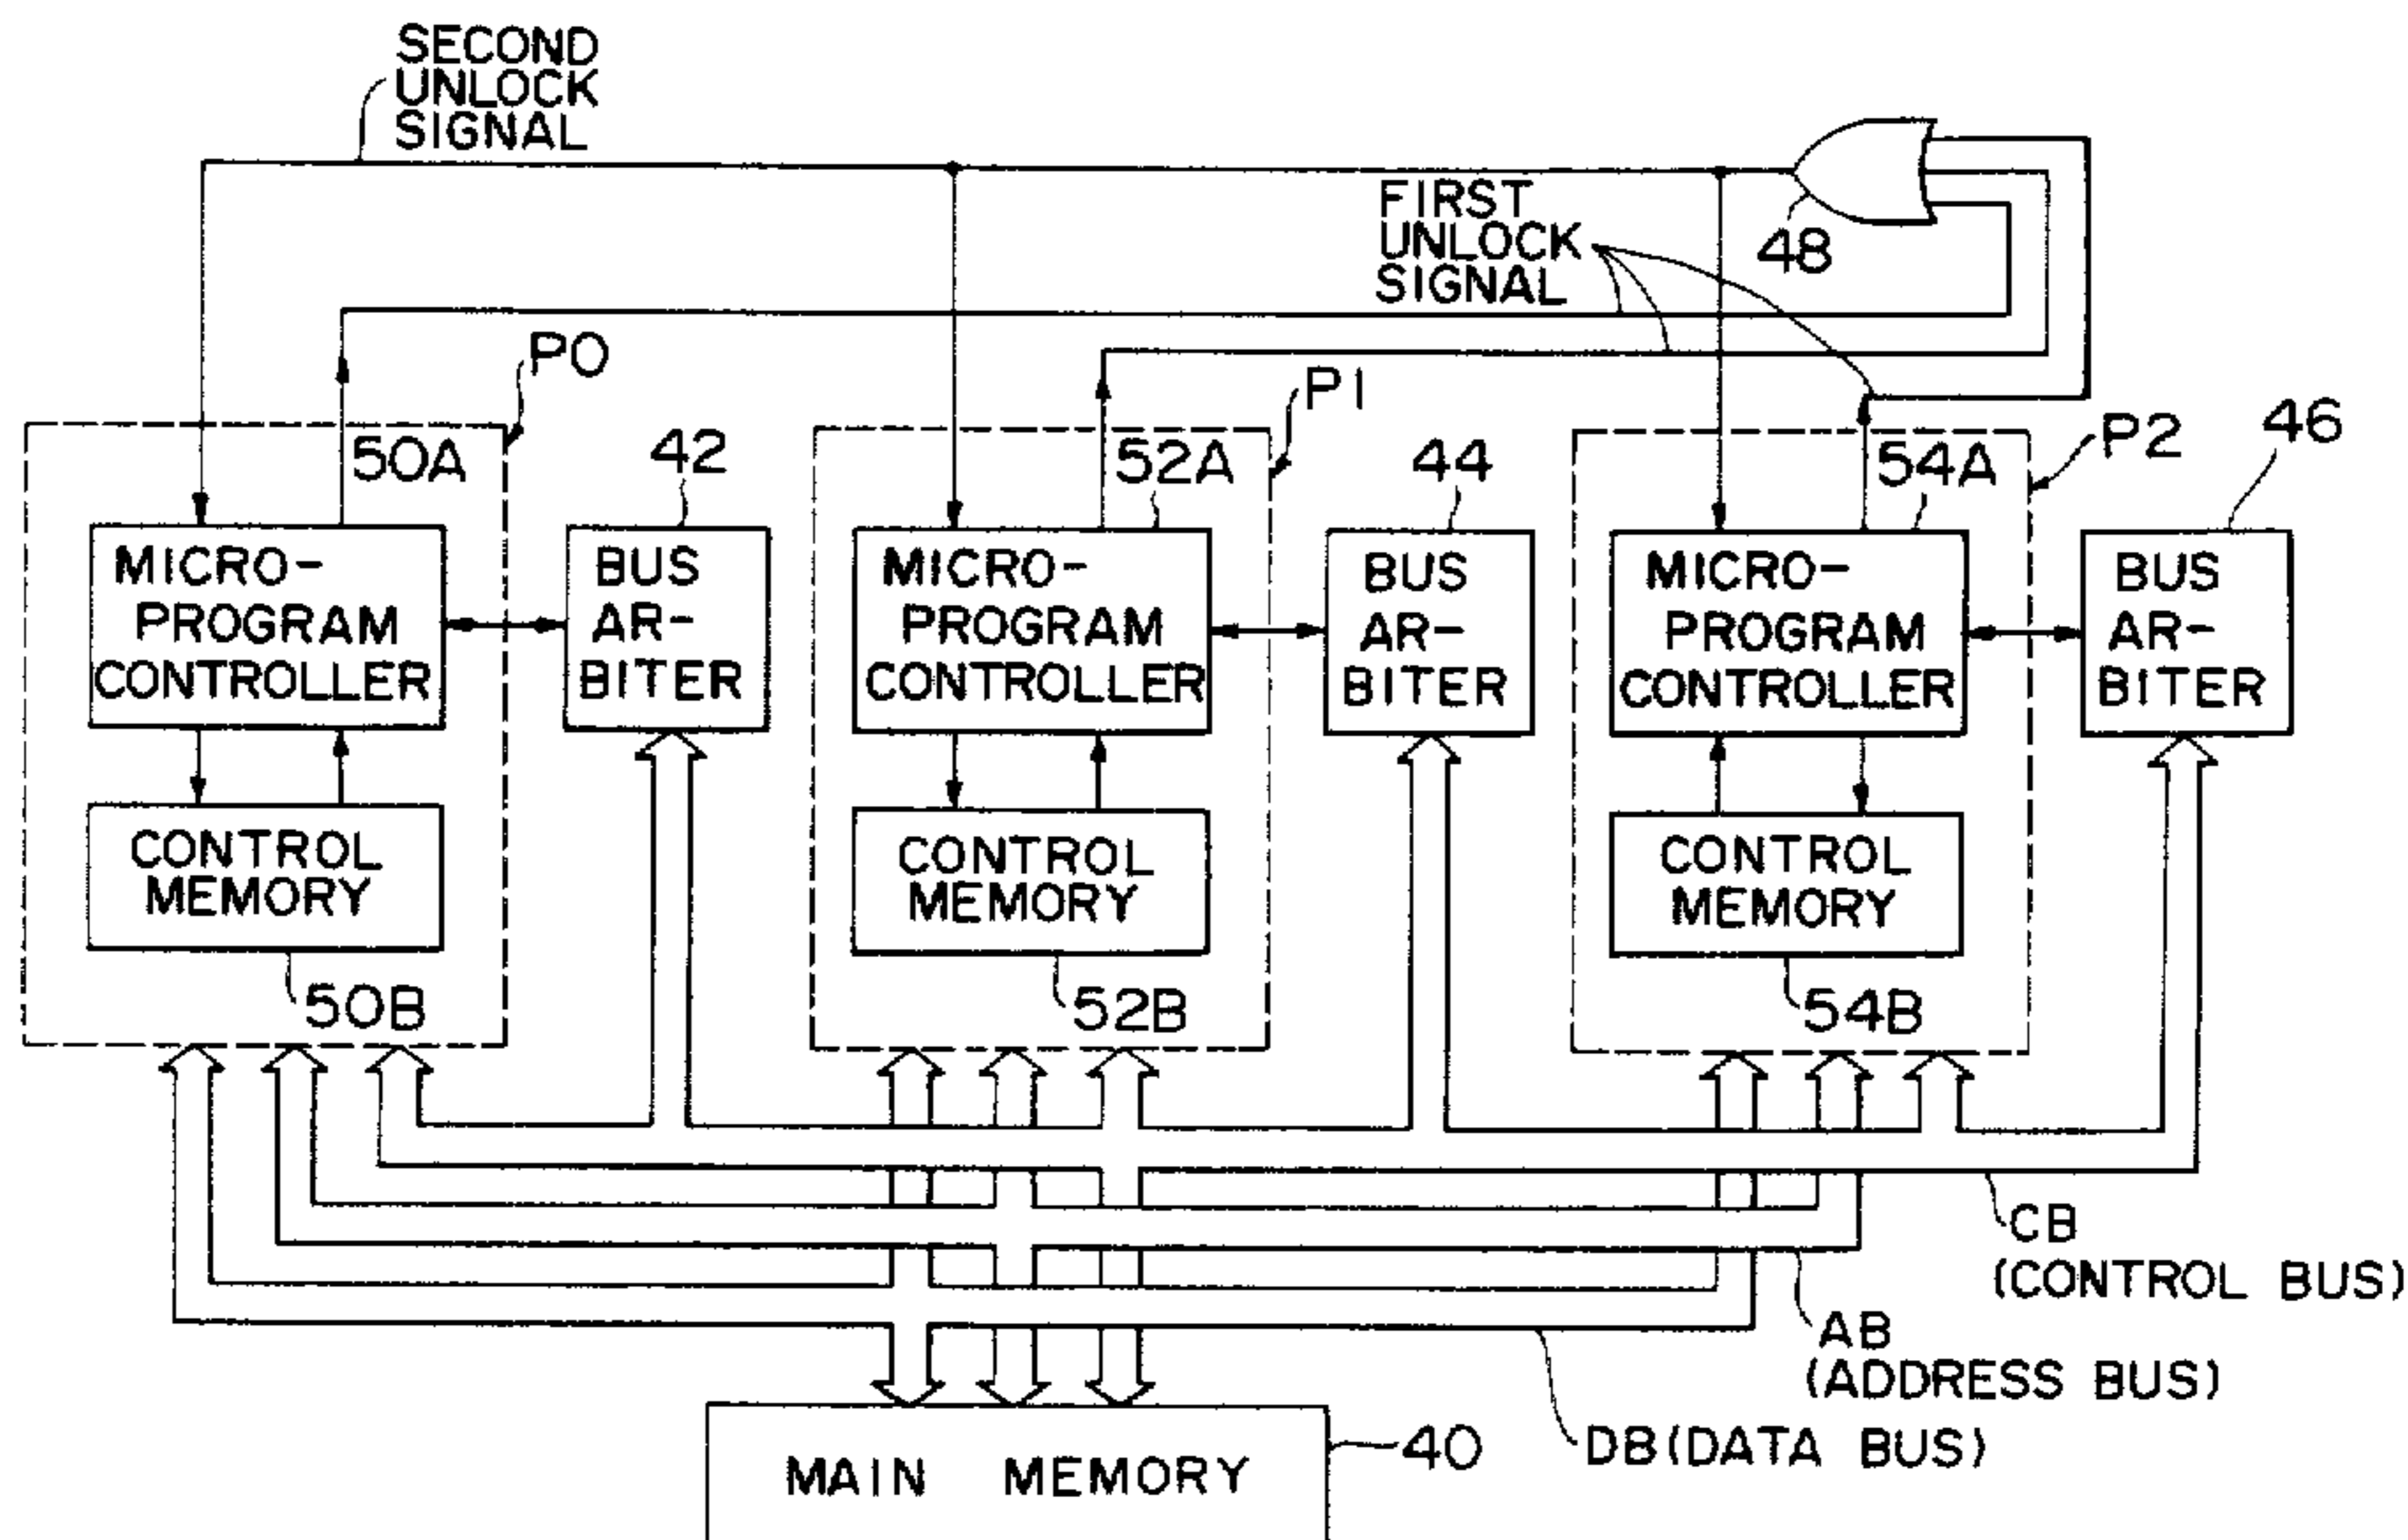 SECOND
UNLOCK
SIGNAL
FIRST
UNLOCK
SIGNAL
48
P0
P1
P2
50A
42
52A
44
54A
46
MICRO-
PROGRAM
CONTROLLER
BUS
AR-
BITER
MICRO-
PROGRAM
CONTROLLER
BUS
AR-
BITER
MICRO-
PROGRAM
CONTROLLER
BUS
AR-
BITER
CONTROL
MEMORY
CONTROL
MEMORY
CONTROL
MEMORY
50B
52B
54B
CB
(CONTROL BUS)
AB
(ADDRESS BUS)
DB(DATA BUS)
MAIN MEMORY
40